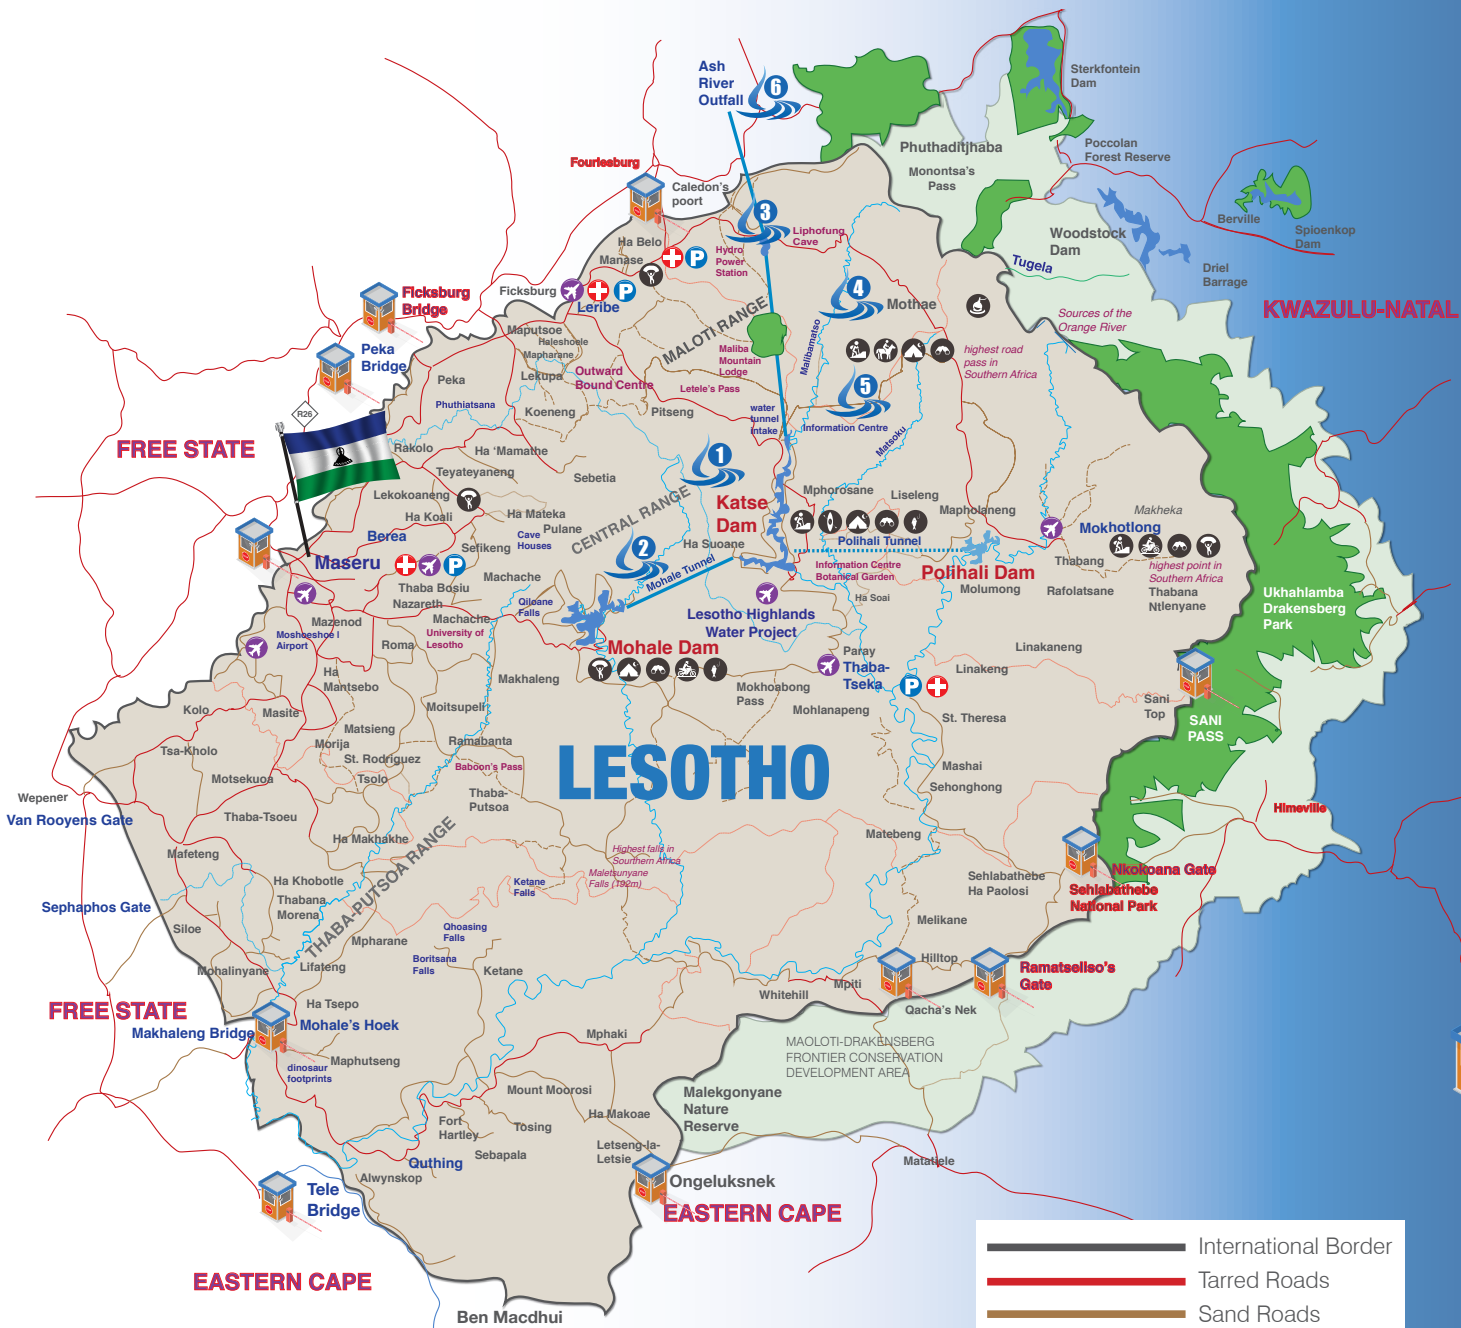 Ash
River
Outfall
6
Sterkfontein
Dam
Poccolan
Forest Reserve
Phuthaditjhaba
Monontsa's
Pass
Fouriesburg
Caledon's
poort
Berville
Spioenkop
Dam
Woodstock
Dam
Driel
Barrage
Tugela
KWAZULU-NATAL
3
Liphofung
Cave
Hydro
Power
Station
Ha Belo
Manase
P
Ficksburg
P
Leribe
Ficksburg
Bridge
Peka
Bridge
4
Mothae
Sources of the
Orange River
MALOTI RANGE
Malibamatso
highest road
pass in
Southern Africa
Maputsoe
Haleshoele
Mapharane
Lekupa
Outward
Bound Centre
Maliba
Mountain
Lodge
Letele's Pass
Peka
Phuthiatsana
Koeneng
Pitseng
5
water
tunnel
intake
Information Centre
Matsoku
R26
FREE STATE
Rakolo
Ha 'Mamathe
Teyateyaneng
Sebetia
1
Lekokoaneng
Ha Koali
Ha Mateka
Pulane
Cave
Houses
CENTRAL RANGE
Katse
Dam
Mphorosane
Liseleng
Mapholaneng
Makheka
Mokhotlong
Berea
Sefikeng
2
Ha Suoane
Polihali Tunnel
Maseru
P
Mohale Tunnel
Information Centre
Botanical Garden
Polihali Dam
Thabang
highest point in
Southern Africa
Thabana
Ntlenyane
Thaba Bosiu
Machache
Nazareth
Qiloane
Falls
Molumong
Rafolatsane
Ha Soai
Ukhahlamba
Drakensberg
Park
Lesotho Highlands
Water Project
Mazenod
Machache
University of
Lesotho
Moshoeshoe I
Airport
Roma
Mohale Dam
Paray
Thaba-
Tseka
Linakaneng
Linakeng
P
Ha
Mantsebo
Makhaleng
Mokhoabong
Pass
Mohlanapeng
St. Theresa
Sani
Top
SANI
PASS
Kolo
Masite
Moitsupeli
Matsieng
Morija
St. Rodriguez
Tsolo
Ramabanta
Baboon's Pass
Tsa-Kholo
Motsekuoa
LESOTHO
Mashai
Sehonghong
Thaba-
Putsoa
Wepener
Van Rooyens Gate
Thaba-Tsoeu
Ha Makhakhe
Himeville
Matebeng
Mafeteng
THABA-PUTSOA RANGE
Highest falls in
Sourthern Africa
Maletsunyane
Falls (192m)
Nkokoana Gate
Sehlabathebe
National Park
Sehlabathebe
Ha Paolosi
Ha Khobotle
Thabana
Morena
Ketane
Falls
Sephaphos Gate
Siloe
Melikane
Qhoasing
Falls
Mpharane
Boritsana
Falls
Ketane
Hilltop
Mohalinyane
Lifateng
Ramatseliso's
Gate
Mpiti
Whitehill
Qacha's Nek
FREE STATE
Ha Tsepo
Makhaleng Bridge
Mohale's Hoek
Mphaki
MAOLOTI-DRAKENSBERG
FRONTIER CONSERVATION
DEVELOPMENT AREA
dinosaur
footprints
Maphutseng
Mount Moorosi
Malekgonyane
Nature
Reserve
Ha Makoae
Fort
Hartley
Tosing
Letseng-la-
Letsie
Sebapala
Quthing
Matatiele
Alwynskop
Ongeluksnek
Tele
Bridge
EASTERN CAPE
EASTERN CAPE
Ben Macdhui
International Border
Tarred Roads
Sand Roads